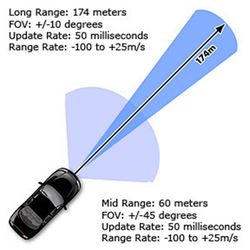 Long Range: 174 meters
FOV: +/-10 degrees
Update Rate: 50 milliseconds
Range Rate: -100 to +25m/s
174m
Mid Range: 60 meters
FOV: +/-45 degrees
Update Rate: 50 milliseconds
Range Rate: -100 to +25m/s